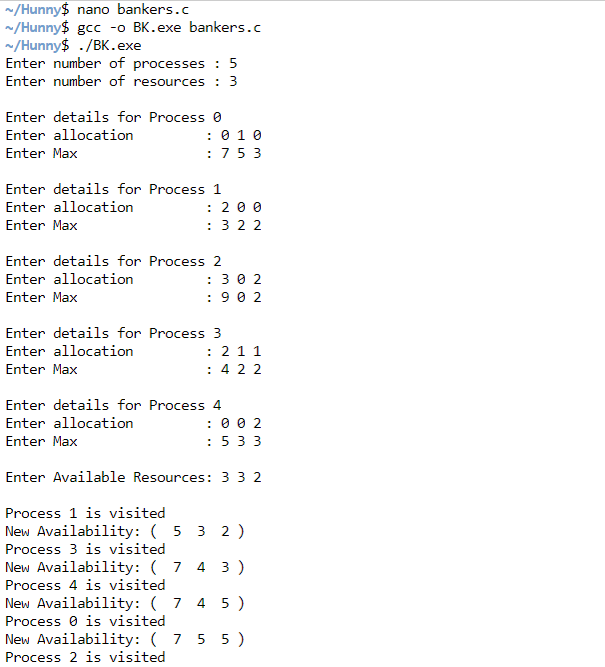 ~/Hunny$ nano bankers.c
~/Hunny$ gcc -o BK.exe bankers.c
~/Hunny$ ./BK.exe
Enter number of processes : 5
Enter number of resources : 3

Enter details for Process 0
Enter allocation         : 0 1 0
Enter Max                : 7 5 3

Enter details for Process 1
Enter allocation         : 2 0 0
Enter Max                : 3 2 2

Enter details for Process 2
Enter allocation         : 3 0 2
Enter Max                : 9 0 2

Enter details for Process 3
Enter allocation         : 2 1 1
Enter Max                : 4 2 2

Enter details for Process 4
Enter allocation         : 0 0 2
Enter Max                : 5 3 3

Enter Available Resources: 3 3 2

Process 1 is visited
New Availability: (  5  3  2 )
Process 3 is visited
New Availability: (  7  4  3 )
Process 4 is visited
New Availability: (  7  4  5 )
Process 0 is visited
New Availability: (  7  5  5 )
Process 2 is visited